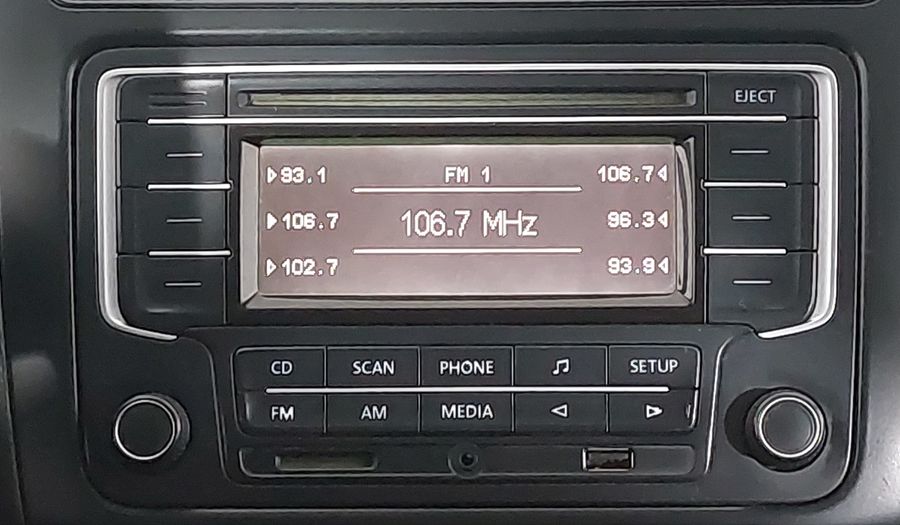 EJECT
93.1 FM 1 106.7
106.7 106.7 MHz 96.3
102.7 93.9
CD SCAN PHONE SETUP
FM AM MEDIA